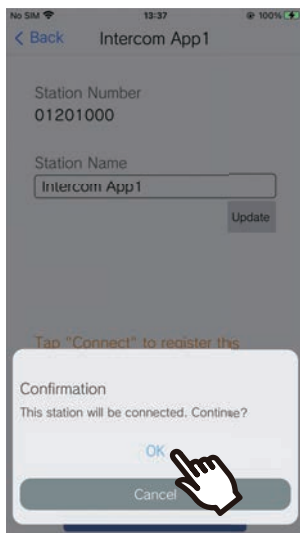 No SIM 13:37 100%
Back Intercom App1
Station Number
01201000
Station Name
Intercom App1
Update
Tap "Connect" to register this
Confirmation
This station will be connected. Continue?
OK
Cancel